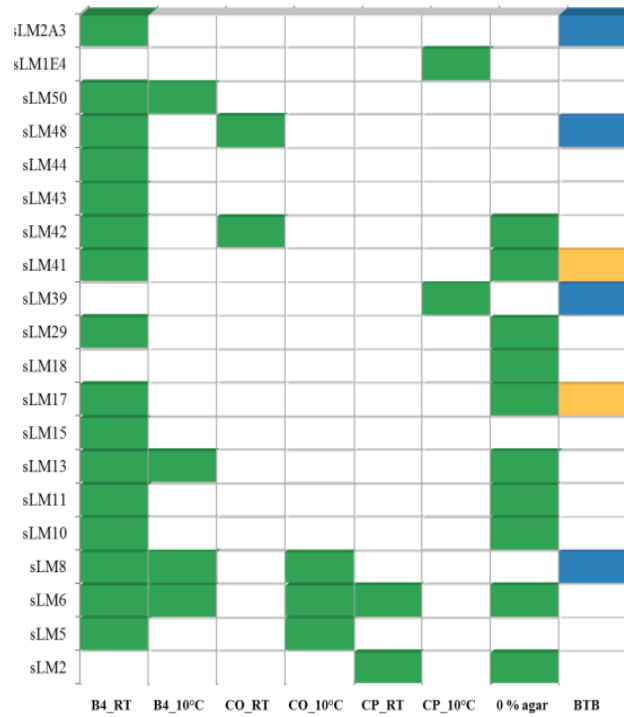 sLM2A3
sLM1E4
sLM50
sLM48
sLM44
sLM43
sLM42
sLM41
sLM39
sLM29
sLM18
sLM17
sLM15
sLM13
sLM11
sLM10
sLM8
sLM6
sLM5
sLM2
B4_RT B4_10°C CO_RT CO_10°C CP_RT CP_10°C 0 % agar BTB